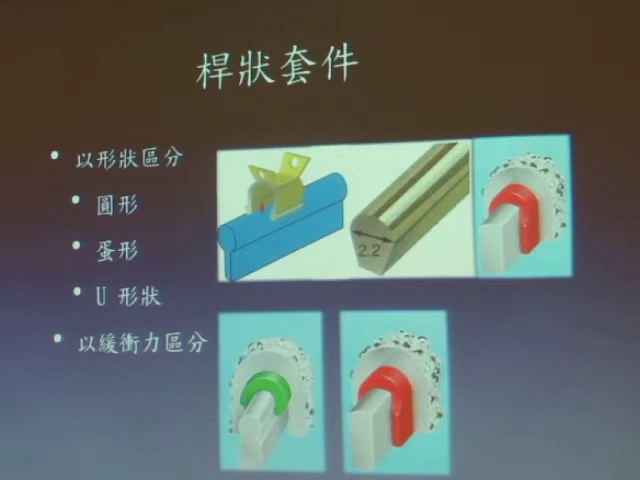 桿狀套件
• 以形狀區分
• 圓形
• 蛋形
• U 形狀
• 以緩衝力區分
2.2